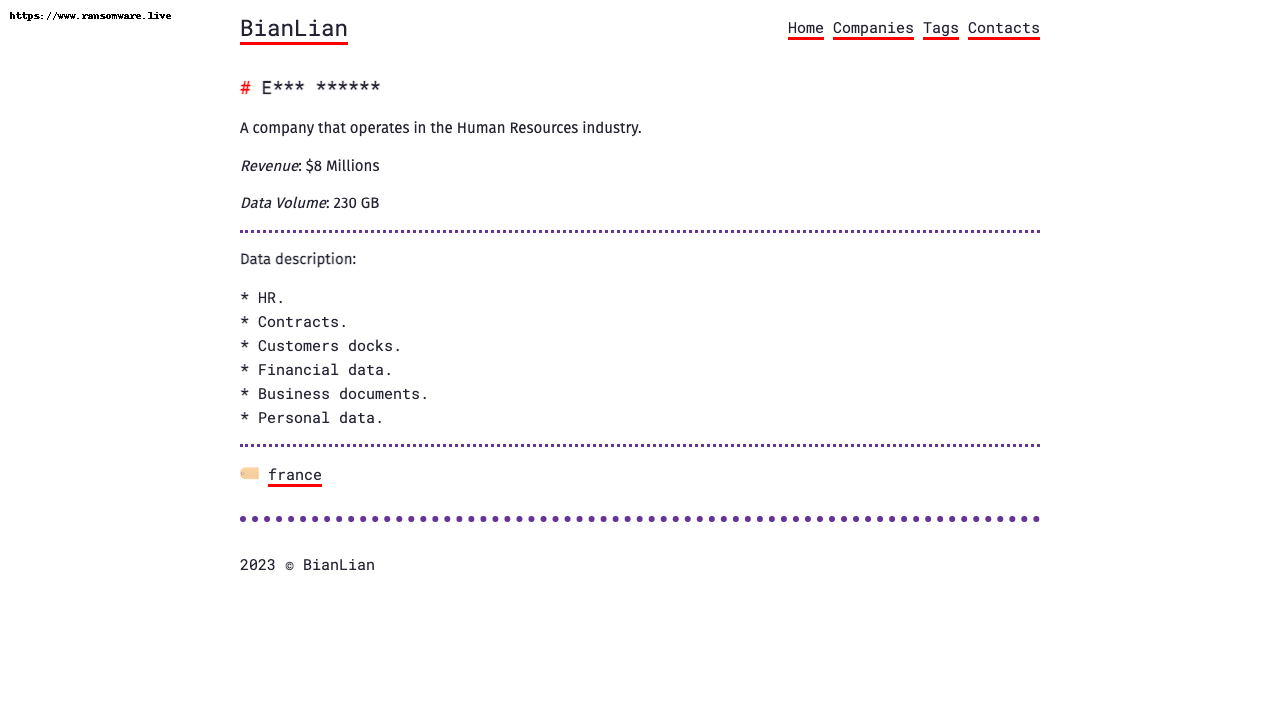 https://www.ransomware.live
BianLian
Home Companies Tags Contacts
# E*** ******
A company that operates in the Human Resources industry.
Revenue: $8 Millions
Data Volume: 230 GB
Data description:
* HR.
* Contracts.
* Customers docks.
* Financial data.
* Business documents.
* Personal data.
france
2023 © BianLian